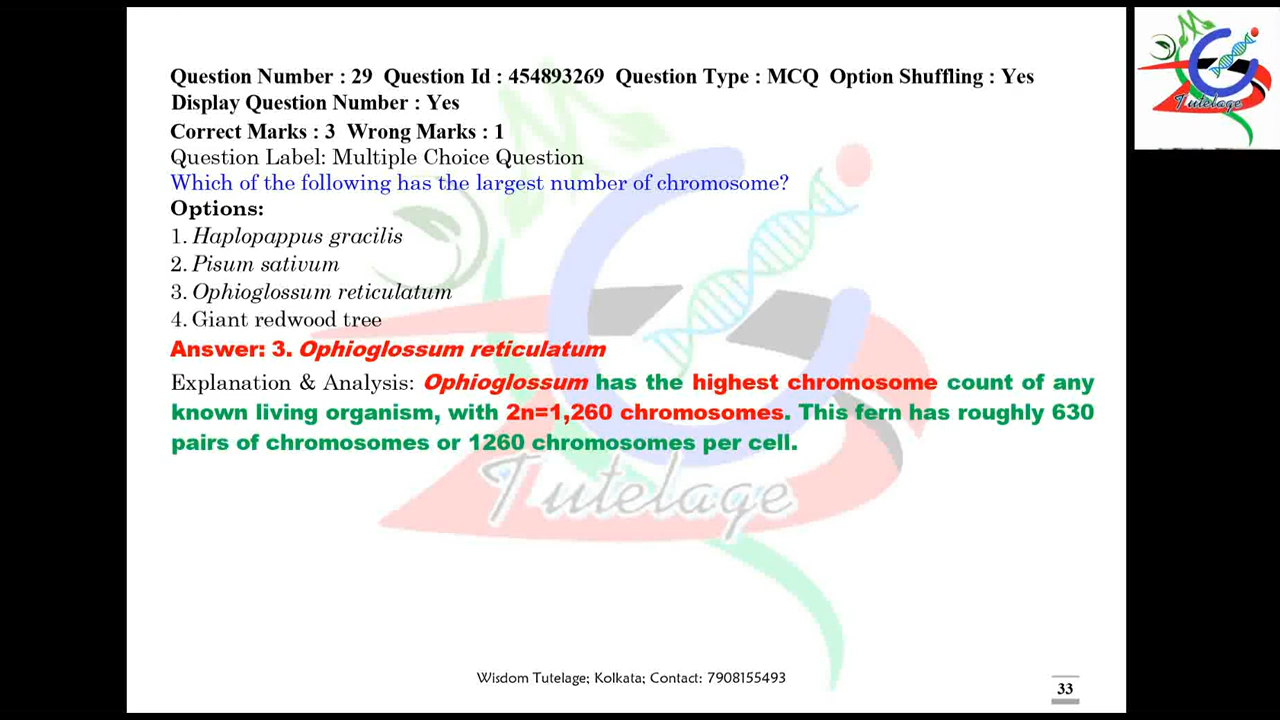 Question Number : 29 Question Id : 454893269 Question Type : MCQ Option Shuffling : Yes
Display Question Number : Yes
Correct Marks : 3 Wrong Marks : 1
Question Label: Multiple Choice Question
Which of the following has the largest number of chromosome?
Options:
1. Haplopappus gracilis
2. Pisum sativum
3. Ophioglossum reticulatum
4. Giant redwood tree
Answer: 3. Ophioglossum reticulatum
Explanation & Analysis: Ophioglossum has the highest chromosome count of any
known living organism, with 2n=1,260 chromosomes. This fern has roughly 630
pairs of chromosomes or 1260 chromosomes per cell.
Tutelage
Wisdom Tutelage; Kolkata; Contact: 7908155493
33
Tutelage